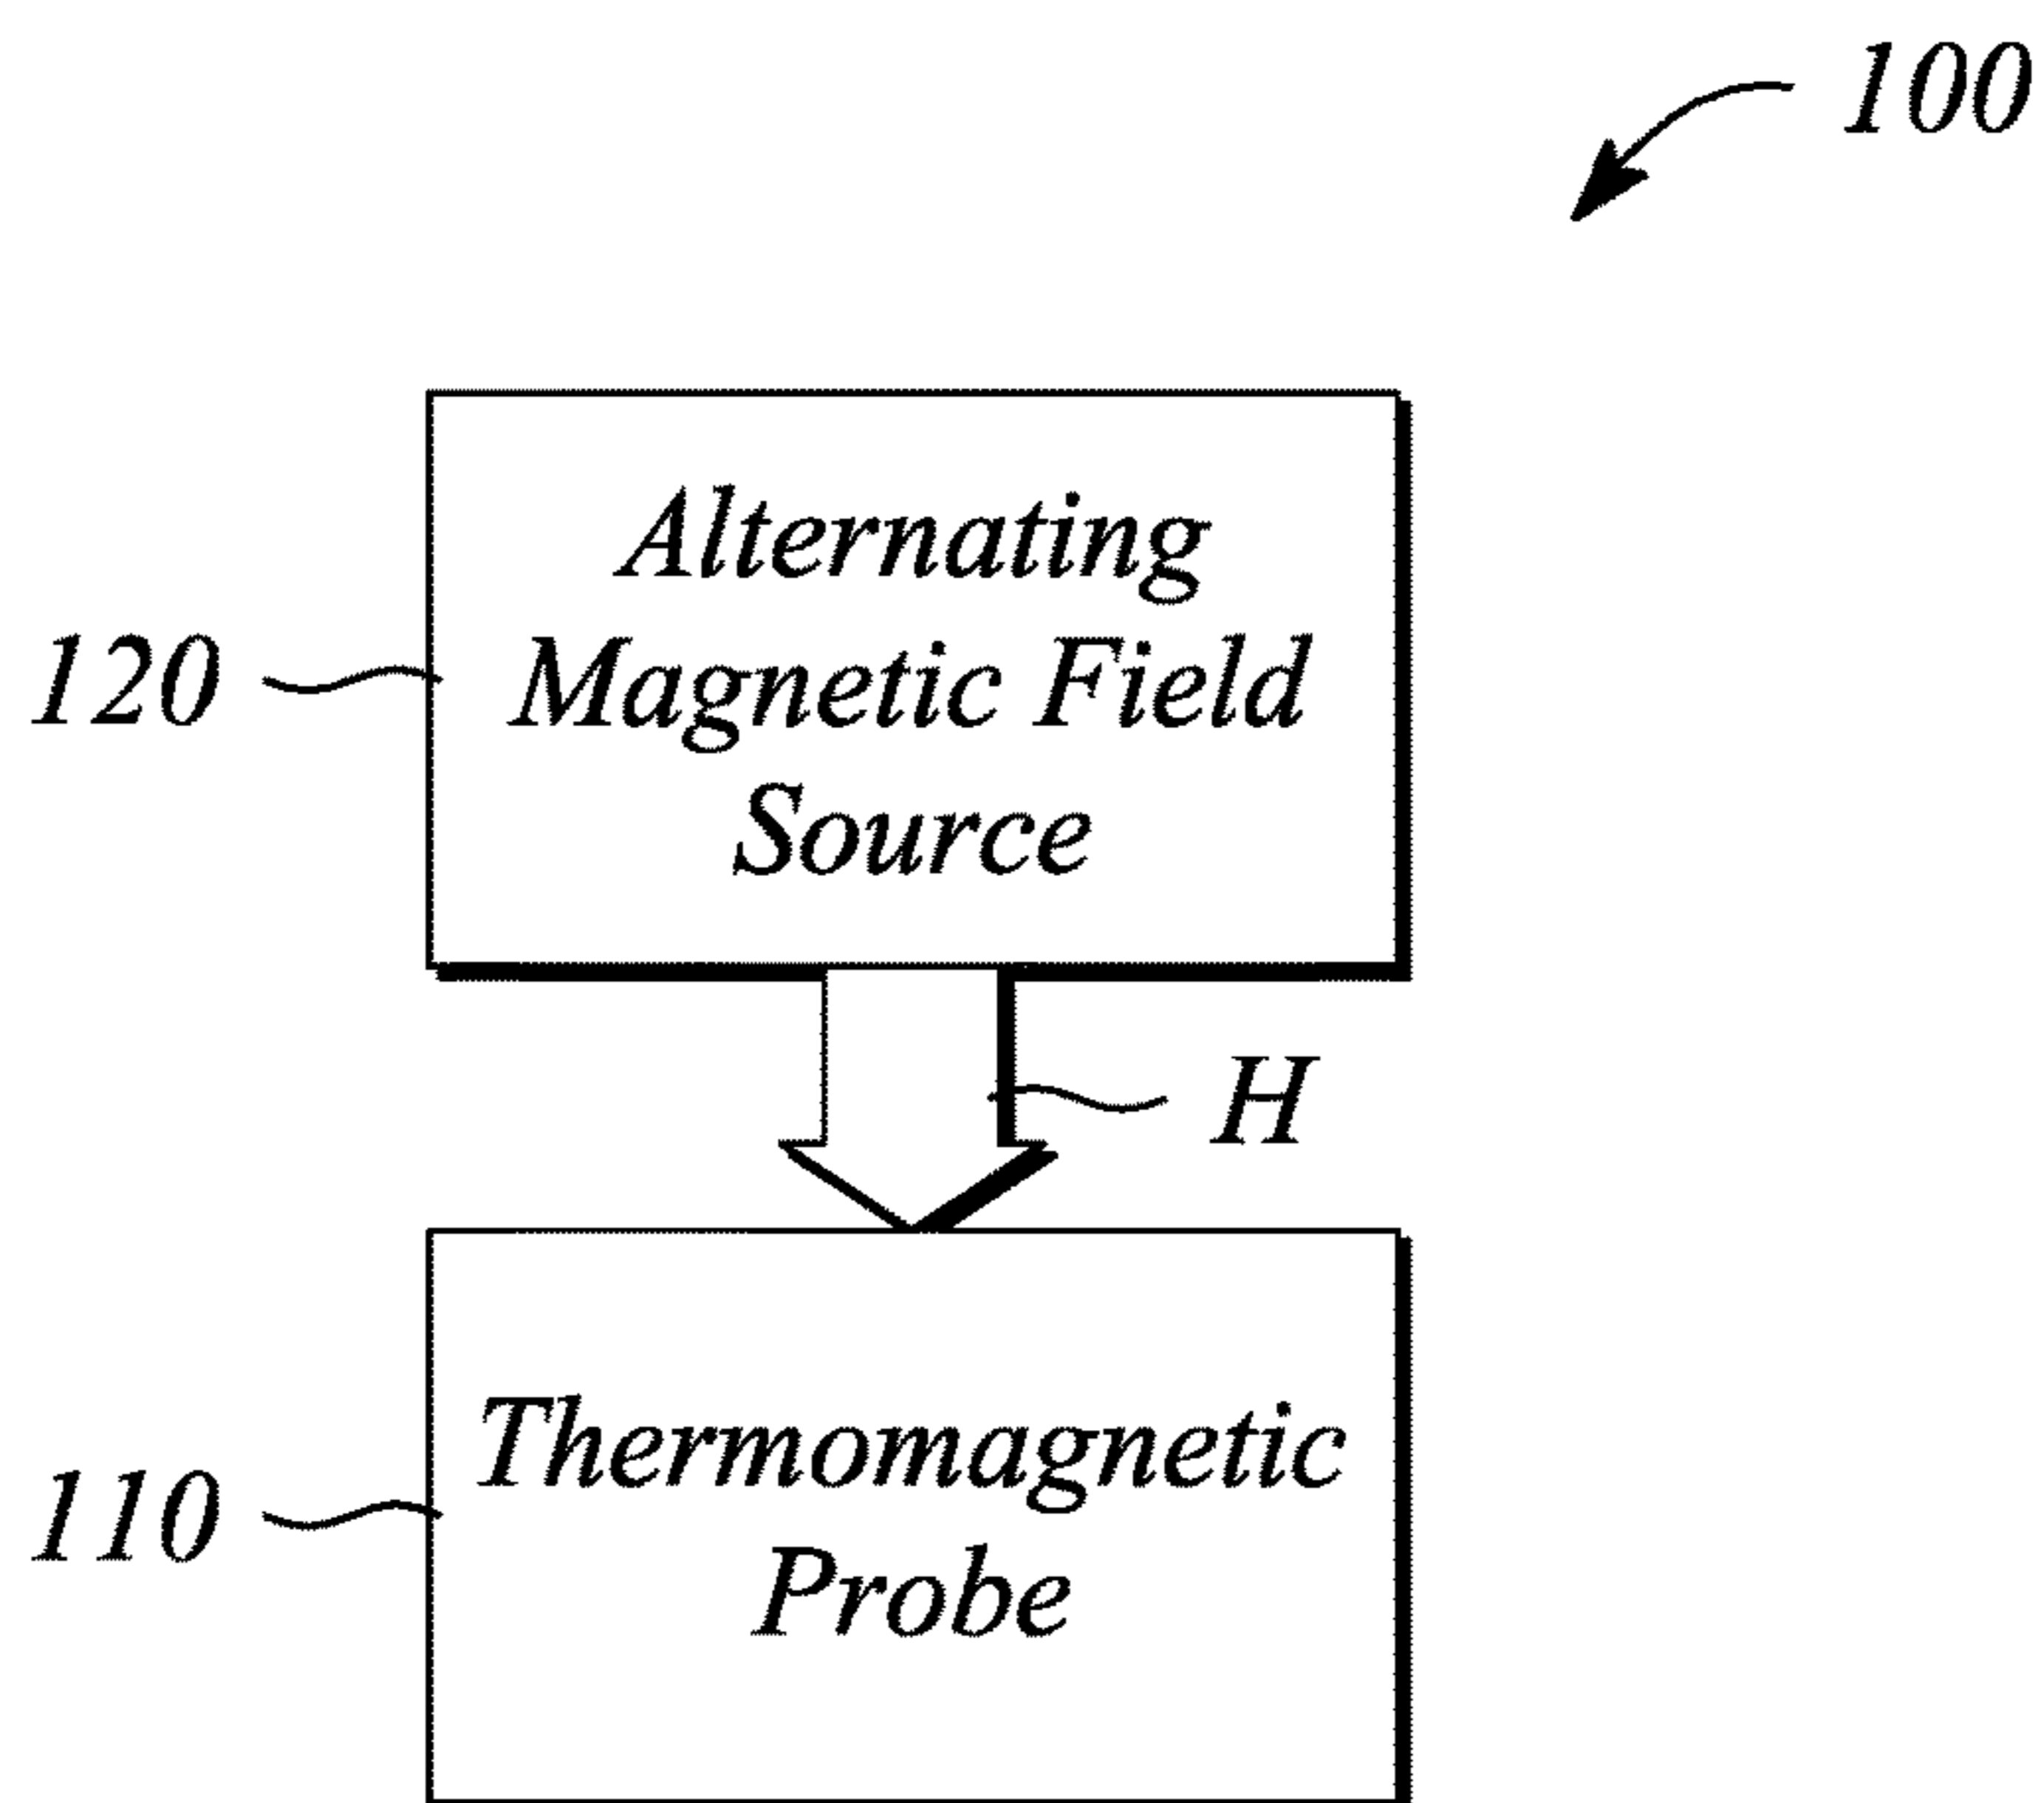 100
Alternating
Magnetic Field
Source
120
H
Thermomagnetic
Probe
110